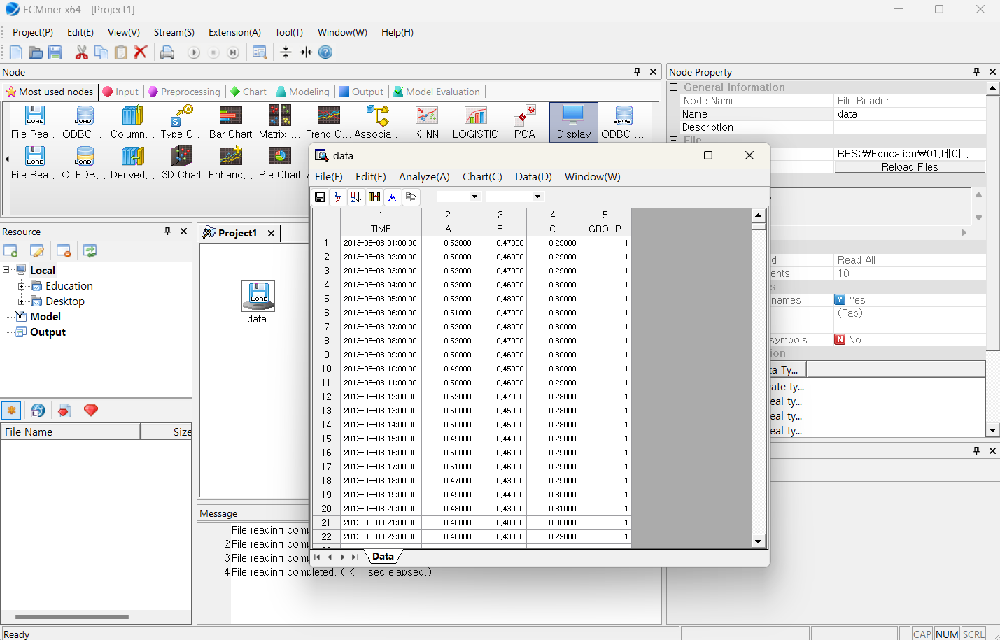 ECMiner x64 - [Project1]
Project(P) Edit(E) View(V) Stream(S) Extension(A) Tool(T) Window(W) Help(H)
Node
Most used nodes Input Preprocessing Chart Modeling Output Model Evaluation
File Rea... ODBC ... Column... Type C... Bar Chart Matrix ... Trend C... Associa... K-NN LOGISTIC PCA Display ODBC ...
File Rea... OLEDB... Derived... 3D Chart Enhanc... Pie Chart
Node Property
General Information
Node Name File Reader
Name data
Description
File
RES:₩Education₩01.데이...
Reload Files
Read All
10
names Yes
(Tab)
symbols No
ta Ty...
ate ty...
eal ty...
eal ty...
eal ty...
Resource
Local
Education
Desktop
Model
Output
File Name Size
Project1
LOAD
data
data
File(F) Edit(E) Analyze(A) Chart(C) Data(D) Window(W)
1 2 3 4 5
TIME A B C GROUP
1 2013-03-08 01:00:00 0.52000 0.47000 0.29000 1
2 2013-03-08 02:00:00 0.50000 0.46000 0.29000 1
3 2013-03-08 03:00:00 0.52000 0.47000 0.29000 1
4 2013-03-08 04:00:00 0.52000 0.46000 0.30000 1
5 2013-03-08 05:00:00 0.52000 0.48000 0.30000 1
6 2013-03-08 06:00:00 0.51000 0.47000 0.30000 1
7 2013-03-08 07:00:00 0.52000 0.48000 0.30000 1
8 2013-03-08 08:00:00 0.52000 0.47000 0.30000 1
9 2013-03-08 09:00:00 0.50000 0.46000 0.30000 1
10 2013-03-08 10:00:00 0.49000 0.45000 0.30000 1
11 2013-03-08 11:00:00 0.50000 0.46000 0.29000 1
12 2013-03-08 12:00:00 0.52000 0.47000 0.28000 1
13 2013-03-08 13:00:00 0.50000 0.45000 0.28000 1
14 2013-03-08 14:00:00 0.50000 0.45000 0.28000 1
15 2013-03-08 15:00:00 0.49000 0.44000 0.29000 1
16 2013-03-08 16:00:00 0.50000 0.46000 0.29000 1
17 2013-03-08 17:00:00 0.51000 0.46000 0.29000 1
18 2013-03-08 18:00:00 0.47000 0.43000 0.29000 1
19 2013-03-08 19:00:00 0.49000 0.44000 0.30000 1
20 2013-03-08 20:00:00 0.48000 0.43000 0.31000 1
21 2013-03-08 21:00:00 0.46000 0.40000 0.30000 1
22 2013-03-08 22:00:00 0.46000 0.43000 0.29000 1
Data
Message
1 File reading comp
2 File reading comp
3 File reading comp
4 File reading completed. ( < 1 sec elapsed.)
Ready CAP NUM SCRL